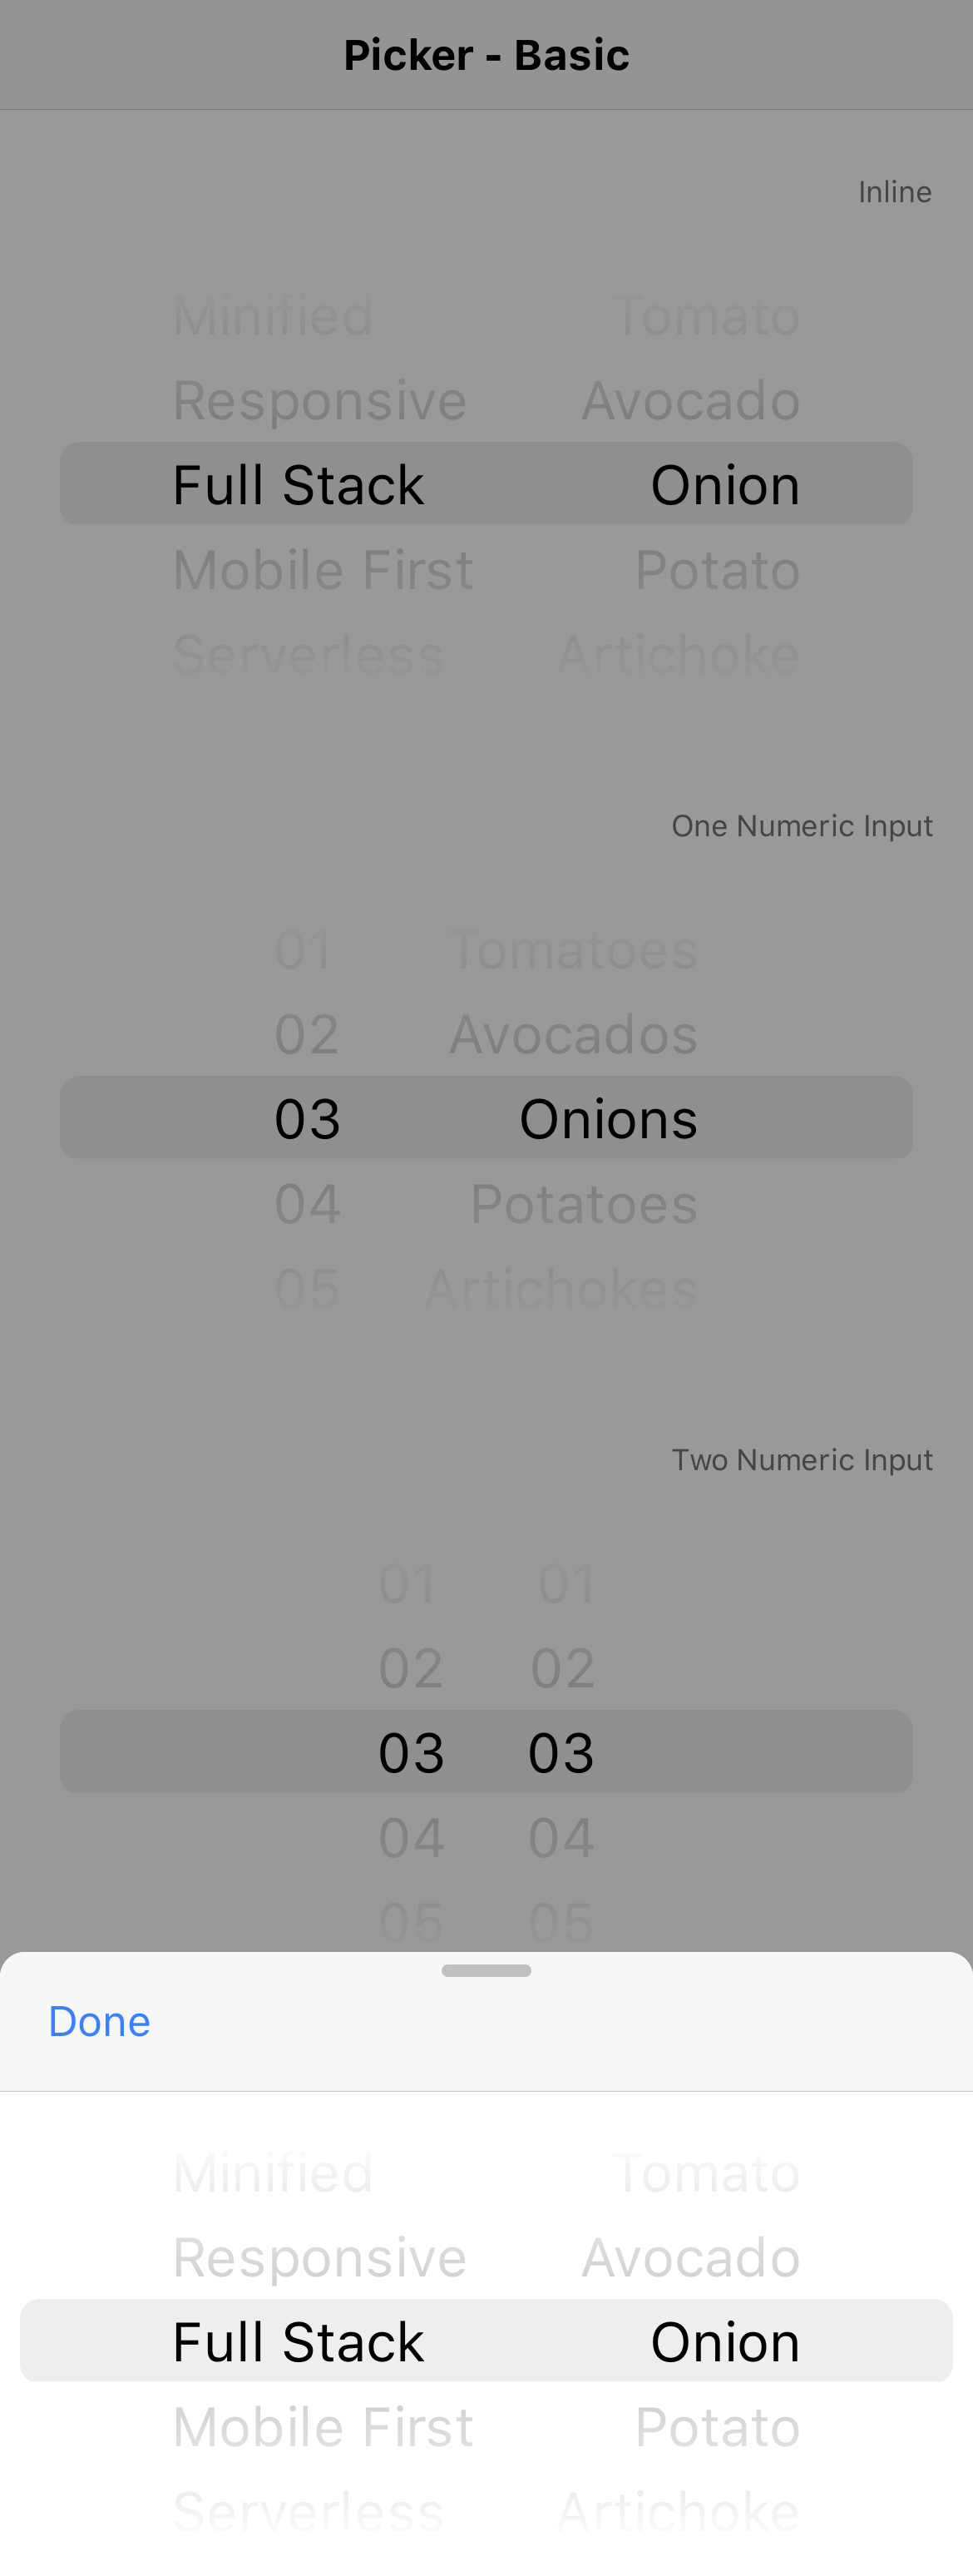 Picker - Basic
Inline
Minified Tomato
Responsive Avocado
Full Stack Onion
Mobile First Potato
Serverless Artichoke
One Numeric Input
01 Tomatoes
02 Avocados
03 Onions
04 Potatoes
05 Artichokes
Two Numeric Input
01 01
02 02
03 03
04 04
05 05
Done
Minified Tomato
Responsive Avocado
Full Stack Onion
Mobile First Potato
Serverless Artichoke